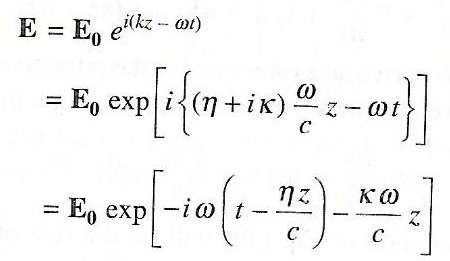 E = E₀ e^{i(kz – ωt)}
= E₀ exp[i{(η + iκ) ω/c z – ωt}]
= E₀ exp[–iω(t – ηz/c) – κω/c z]